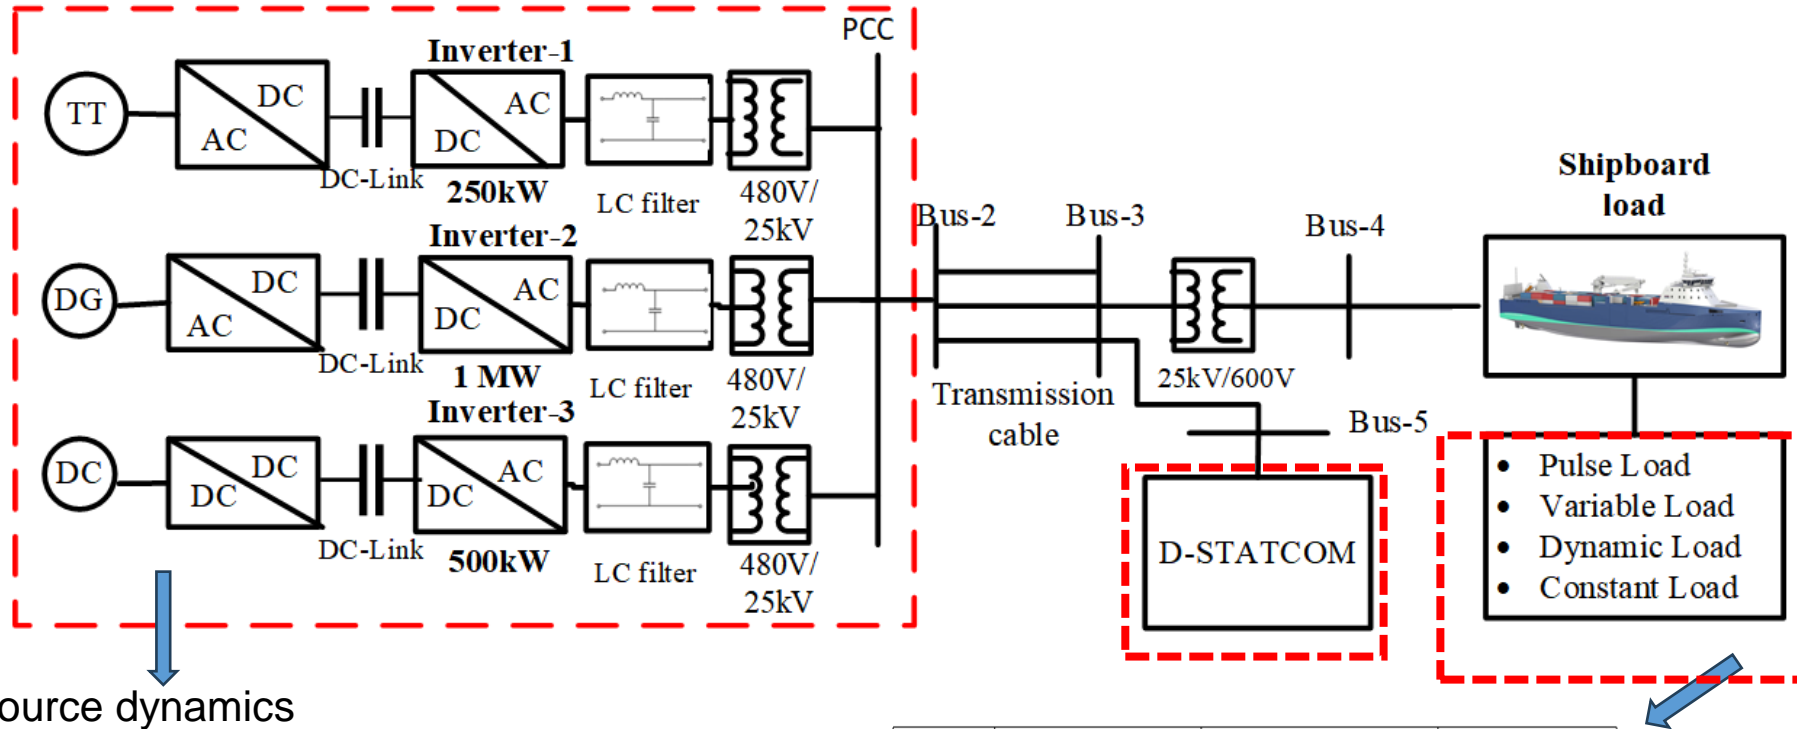 PCC
Inverter-1
TT
AC
DC
DC-Link
DC
AC
250kW
LC filter
480V/
25kV
Inverter-2
DG
AC
DC
DC-Link
DC
AC
1 MW
LC filter
480V/
25kV
Inverter-3
DC
DC
DC
DC-Link
DC
AC
500kW
LC filter
480V/
25kV
Bus-2
Bus-3
Transmission
cable
25kV/600V
Bus-4
Bus-5
D-STATCOM
Shipboard
load
• Pulse Load
• Variable Load
• Dynamic Load
• Constant Load
ource dynamics